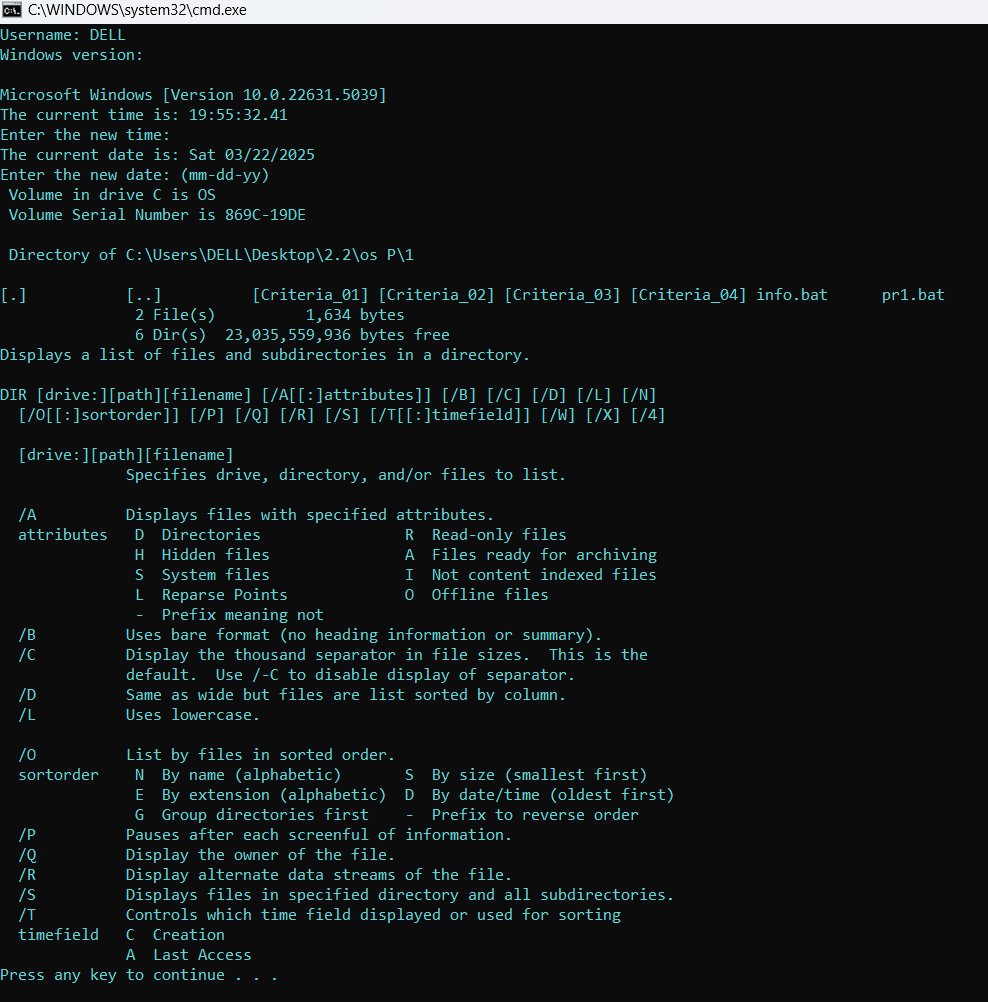 C:\WINDOWS\system32\cmd.exe
Username: DELL
Windows version:

Microsoft Windows [Version 10.0.22631.5039]
The current time is: 19:55:32.41
Enter the new time:
The current date is: Sat 03/22/2025
Enter the new date: (mm-dd-yy)
 Volume in drive C is OS
 Volume Serial Number is 869C-19DE

 Directory of C:\Users\DELL\Desktop\2.2\os P\1

[.]           [..]          [Criteria_01] [Criteria_02] [Criteria_03] [Criteria_04] info.bat      pr1.bat
               2 File(s)          1,634 bytes
               6 Dir(s)  23,035,559,936 bytes free
Displays a list of files and subdirectories in a directory.

DIR [drive:][path][filename] [/A[[:]attributes]] [/B] [/C] [/D] [/L] [/N]
  [/O[[:]sortorder]] [/P] [/Q] [/R] [/S] [/T[[:]timefield]] [/W] [/X] [/4]

  [drive:][path][filename]
              Specifies drive, directory, and/or files to list.

  /A          Displays files with specified attributes.
  attributes   D  Directories                R  Read-only files
               H  Hidden files               A  Files ready for archiving
               S  System files               I  Not content indexed files
               L  Reparse Points             O  Offline files
               -  Prefix meaning not
  /B          Uses bare format (no heading information or summary).
  /C          Display the thousand separator in file sizes.  This is the
              default.  Use /-C to disable display of separator.
  /D          Same as wide but files are list sorted by column.
  /L          Uses lowercase.

  /O          List by files in sorted order.
  sortorder    N  By name (alphabetic)       S  By size (smallest first)
               E  By extension (alphabetic)  D  By date/time (oldest first)
               G  Group directories first    -  Prefix to reverse order
  /P          Pauses after each screenful of information.
  /Q          Display the owner of the file.
  /R          Display alternate data streams of the file.
  /S          Displays files in specified directory and all subdirectories.
  /T          Controls which time field displayed or used for sorting
  timefield   C  Creation
              A  Last Access
Press any key to continue . . .